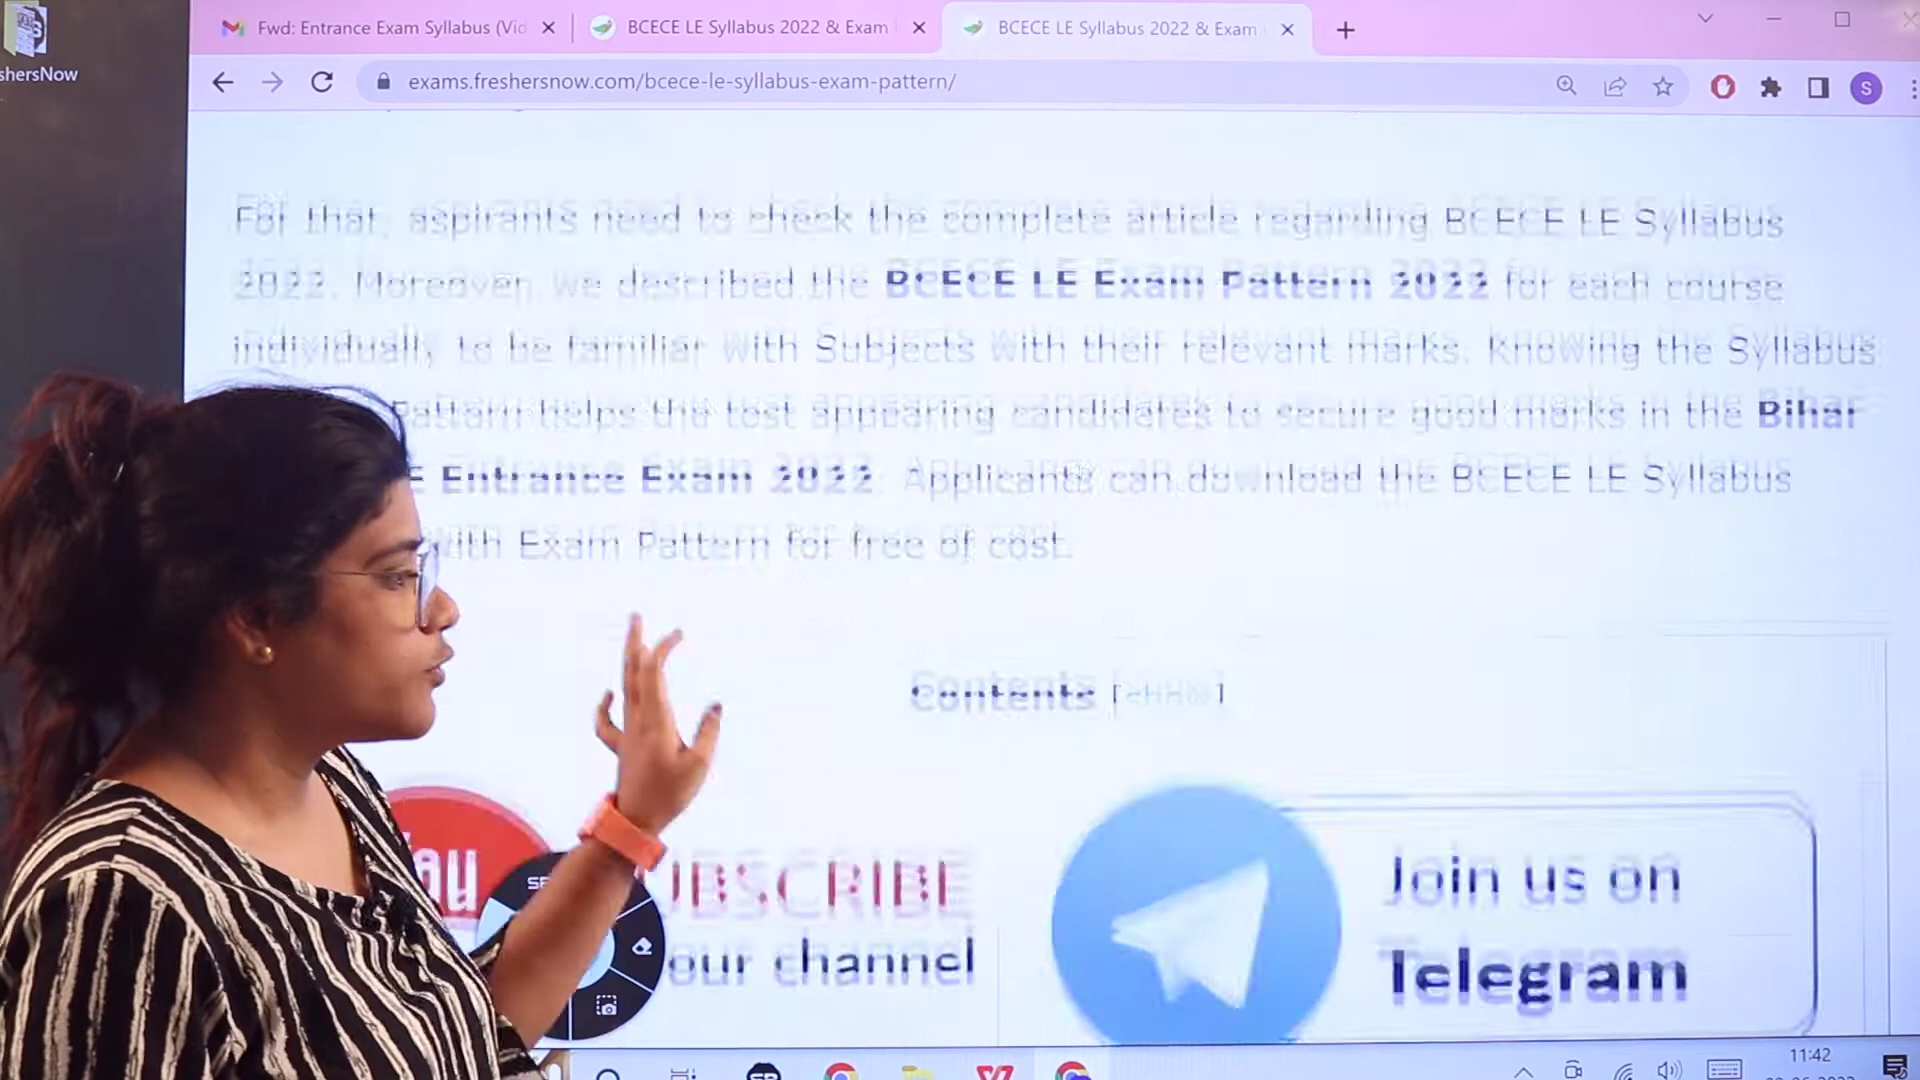 shersNow
Fwd: Entrance Exam Syllabus (Vid
BCECE LE Syllabus 2022 & Exam
BCECE LE Syllabus 2022 & Exam
exams.freshersnow.com/bcece-le-syllabus-exam-pattern/
S
For that, aspirants need to check the complete article regarding BCECE LE Syllabus
2022. Moreover, we described the BCECE LE Exam Pattern 2022 for each course
individually to be familiar with Subjects with their relevant marks. Knowing the Syllabus
Pattern helps the test appearing candidates to secure good marks in the Bihar
E Entrance Exam 2022. Applicants can download the BCECE LE Syllabus
with Exam Pattern for free of cost.
Contents [show]
UBSCRIBE
our channel
Join us on
Telegram
11:42